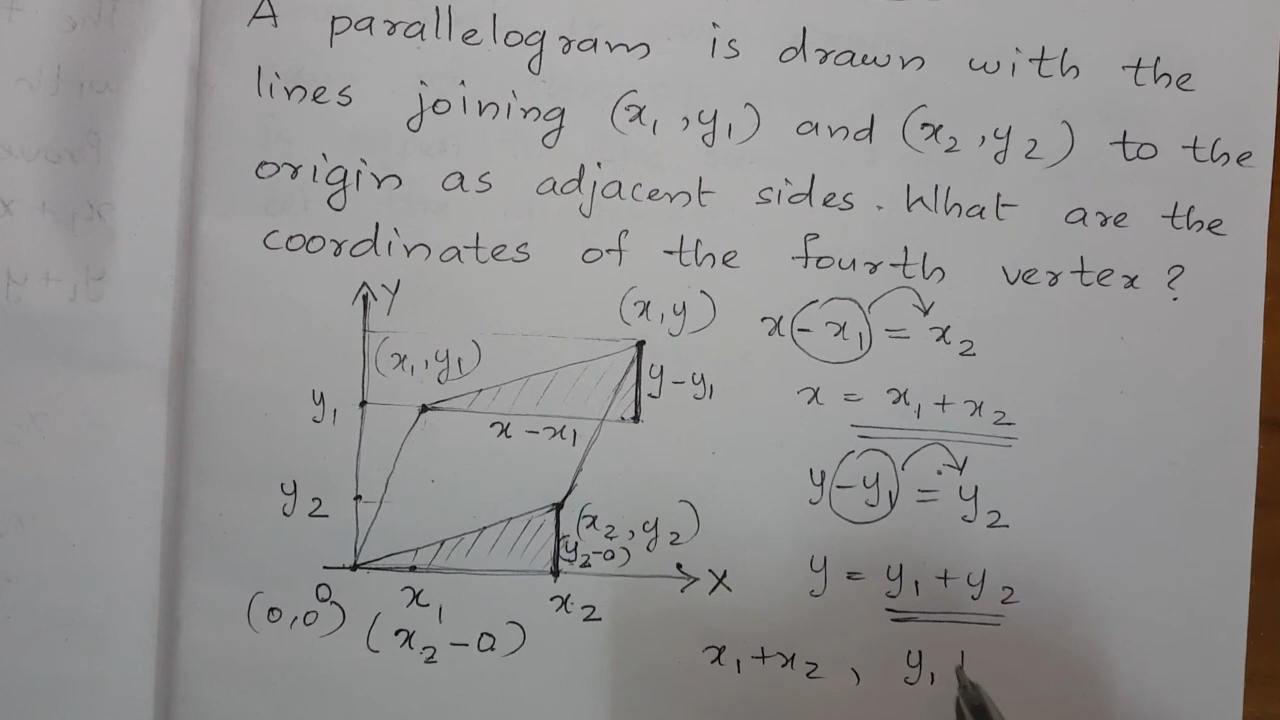 A parallelogram is drawn with the
lines joining (x₁, y₁) and (x₂, y₂) to the
origin as adjacent sides. What are the
coordinates of the fourth vertex?
Y
(x, y)
x - x₁ = x₂
(x₁, y₁)
y - y₁
y₁
x = x₁ + x₂
x - x₁
y - y₁ = y₂
y₂
(x₂, y₂)
(y₂-0)
y = y₁ + y₂
0
x₁
x₂
X
(0,0)
(x₂ - 0)
x₁ + x₂, y₁